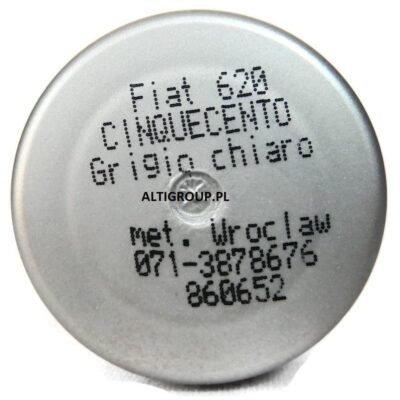 Fiat 620
CINQUECENTO
Grigio chiaro
ALTIGROUP.PL
met. Wroclaw
071-3878676
860652